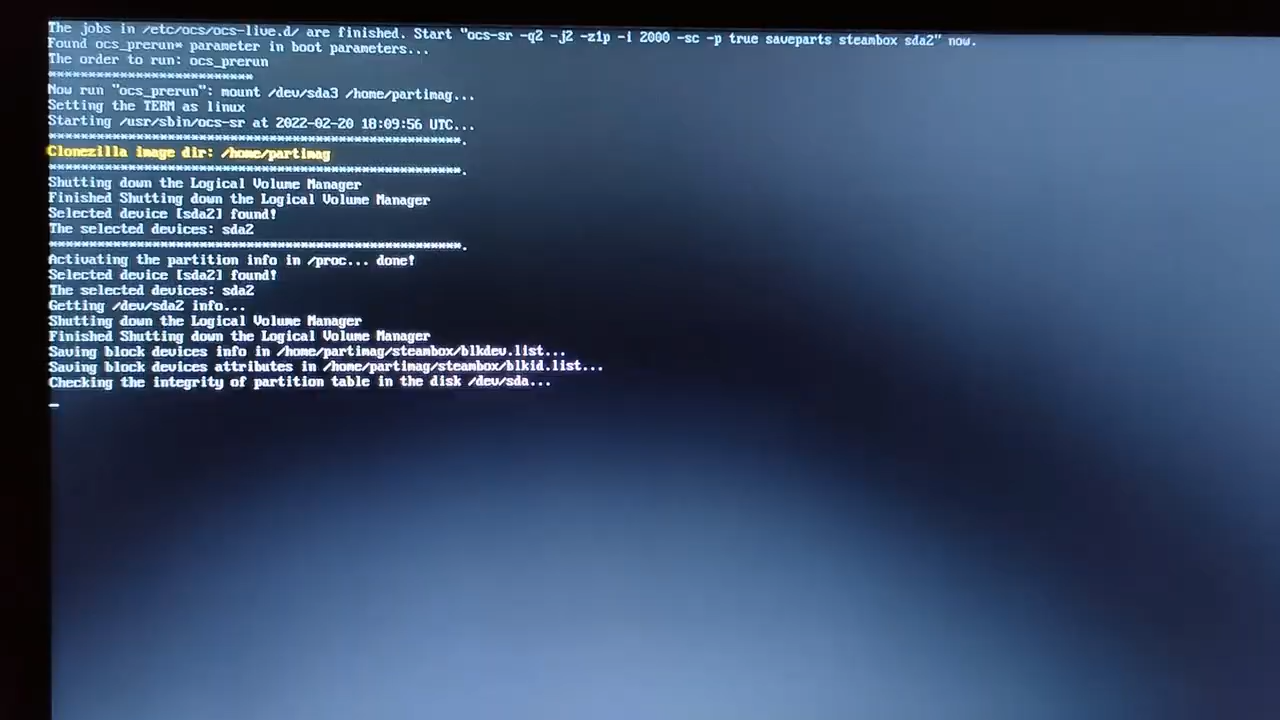 The jobs in /etc/ocs/ocs-live.d/ are finished. Start "ocs-sr -q2 -j2 -z1p -i 2000 -sc -p true saveparts steambox sda2" now.
Found ocs_prerun* parameter in boot parameters...
The order to run: ocs_prerun
*************************
Now run "ocs_prerun": mount /dev/sda3 /home/partimag...
Setting the TERM as linux
Starting /usr/sbin/ocs-sr at 2022-02-20 18:09:56 UTC...
*****************************************************.
Clonezilla image dir: /home/partimag
*****************************************************.
Shutting down the Logical Volume Manager
Finished Shutting down the Logical Volume Manager
Selected device [sda2] found!
The selected devices: sda2
*****************************************************.
Activating the partition info in /proc... done!
Selected device [sda2] found!
The selected devices: sda2
Getting /dev/sda2 info...
Shutting down the Logical Volume Manager
Finished Shutting down the Logical Volume Manager
Saving block devices info in /home/partimag/steambox/blkdev.list...
Saving block devices attributes in /home/partimag/steambox/blkid.list...
Checking the integrity of partition table in the disk /dev/sda...